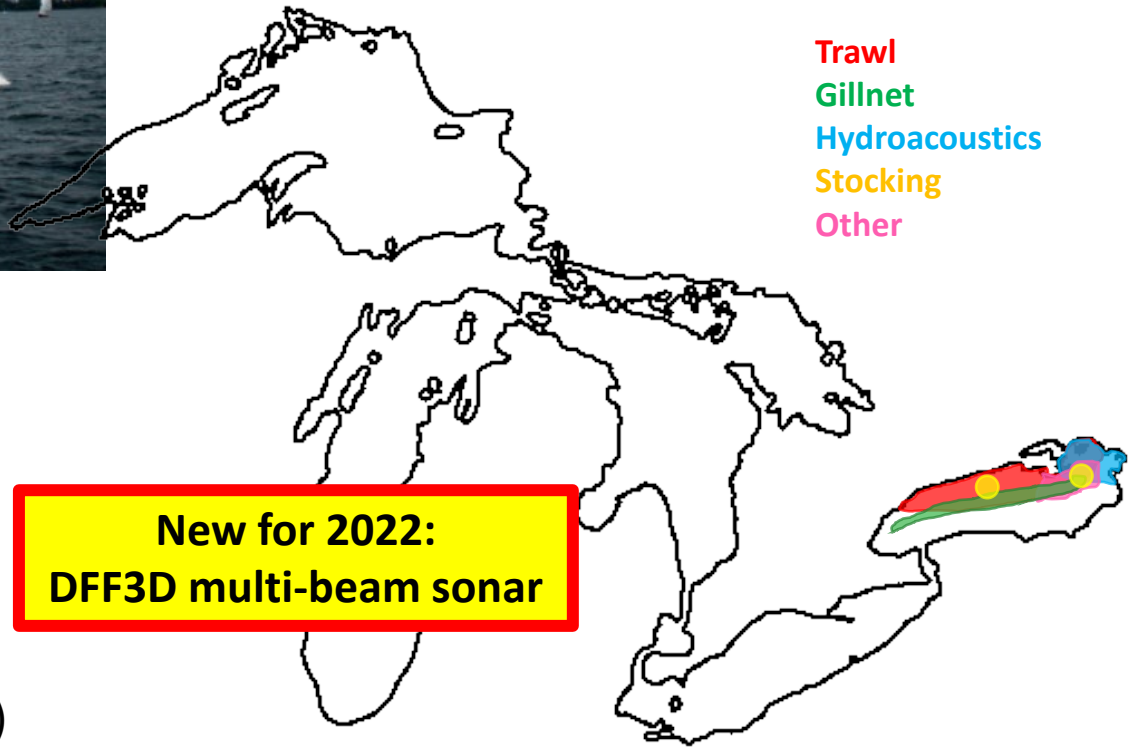 Trawl
Gillnet
Hydroacoustics
Stocking
Other
New for 2022:
DFF3D multi-beam sonar
)